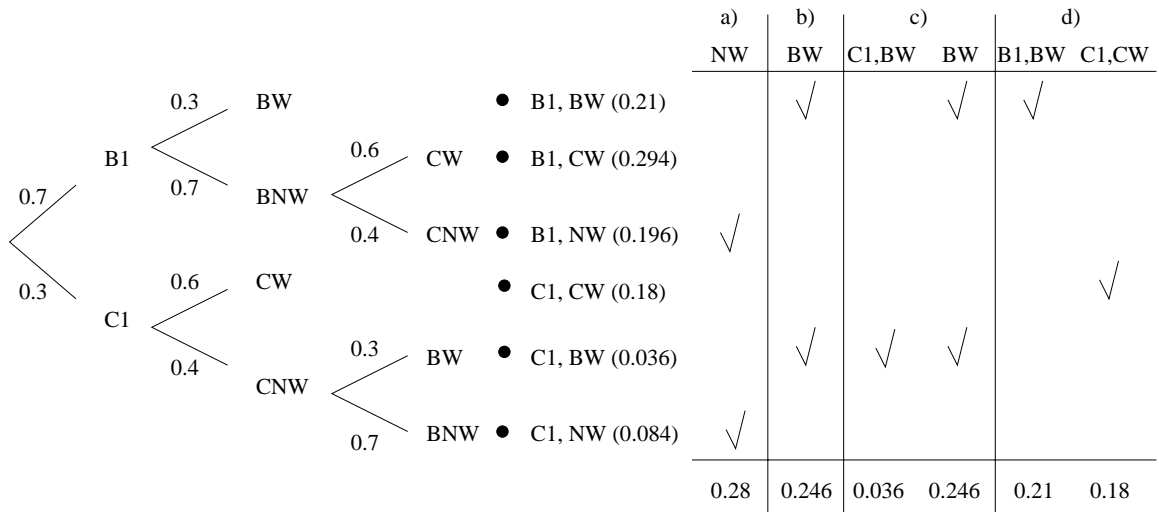 a) b) c) d)
NW BW C1,BW BW B1,BW C1,CW
0.3 BW B1, BW (0.21)
B1 0.6 CW B1, CW (0.294)
0.7 0.7 BNW
0.4 CNW B1, NW (0.196)
0.3 0.6 CW C1, CW (0.18)
C1
0.4 0.3 BW C1, BW (0.036)
CNW
0.7 BNW C1, NW (0.084)
0.28 0.246 0.036 0.246 0.21 0.18